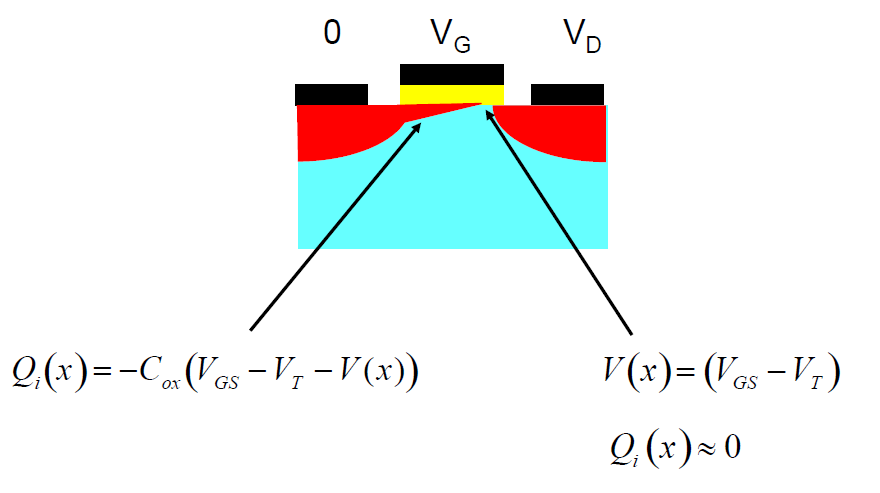 0 V_G V_D
Q_i(x) = -C_ox(V_GS - V_T - V(x))
V(x) = (V_GS - V_T)
Q_i(x) ≈ 0